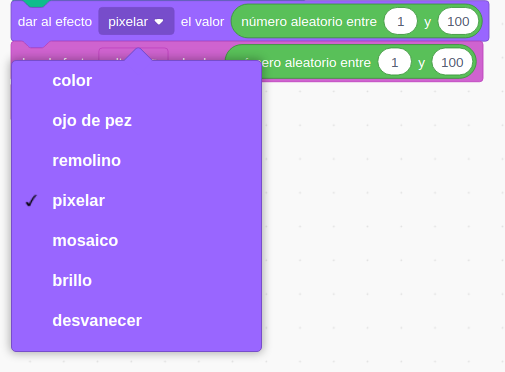 dar al efecto pixelar el valor número aleatorio entre 1 y 100
aleatorio entre 1 y 100
color
ojo de pez
remolino
✓ pixelar
mosaico
brillo
desvanecer